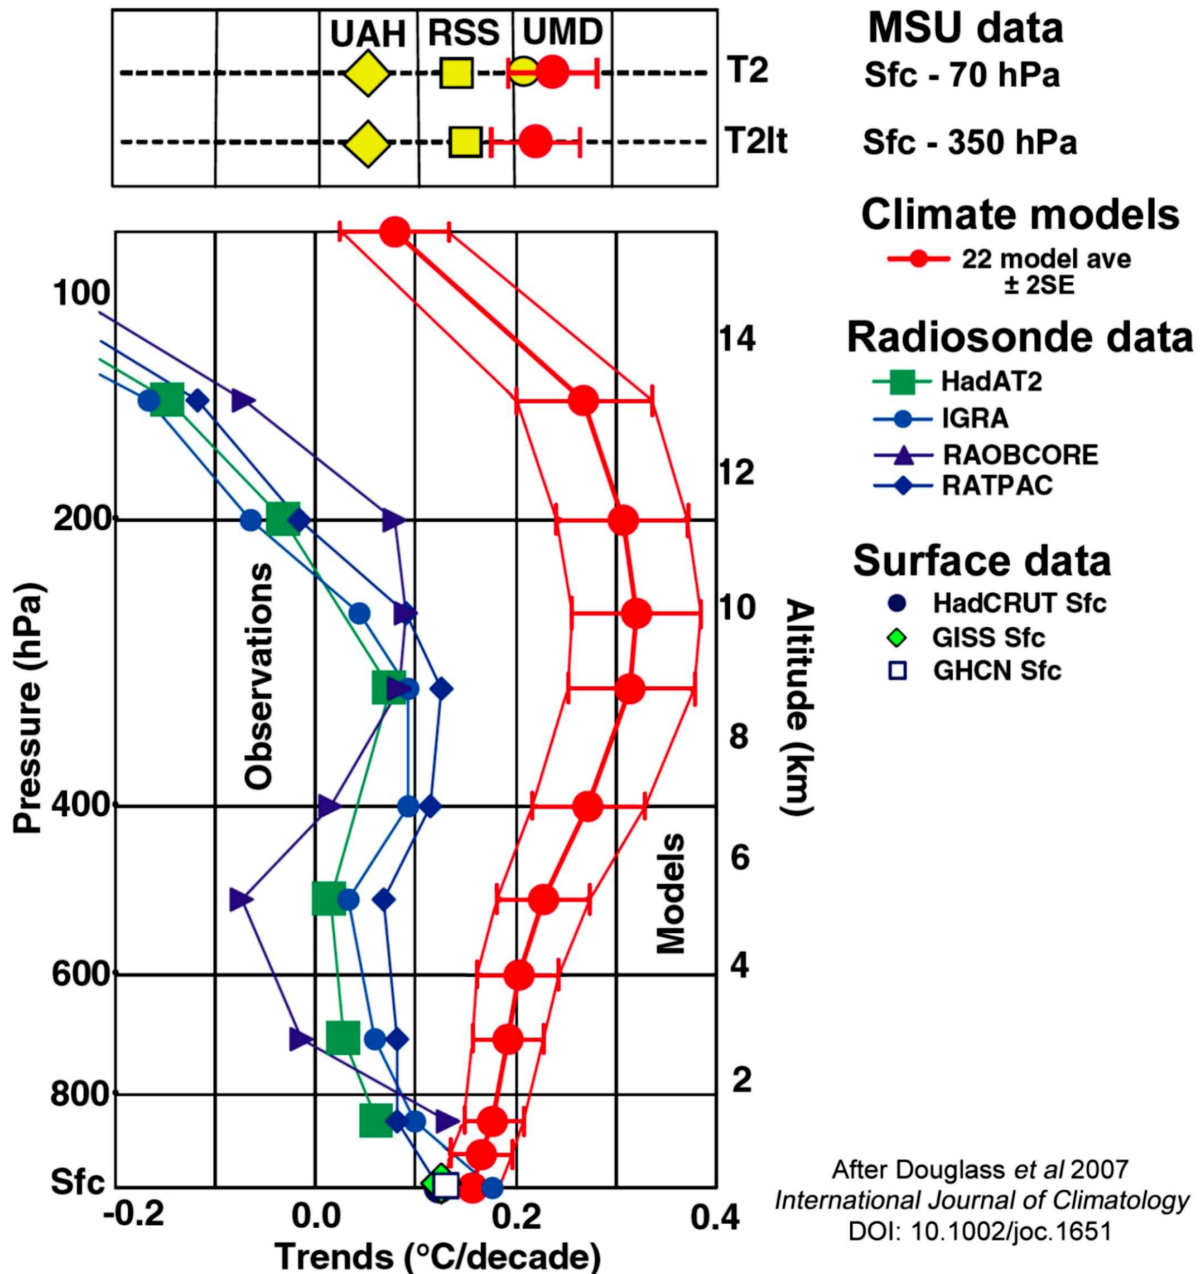 UAH RSS UMD
T2
T2lt
MSU data
Sfc - 70 hPa
Sfc - 350 hPa
Climate models
22 model ave
± 2SE
Radiosonde data
HadAT2
IGRA
RAOBCORE
RATPAC
Surface data
HadCRUT Sfc
GISS Sfc
GHCN Sfc
Pressure (hPa)
100
200
400
600
800
Sfc
Observations
Models
14
12
10
8
6
4
2
Altitude (km)
-0.2 0.0 0.2 0.4
Trends (°C/decade)
After Douglass et al 2007
International Journal of Climatology
DOI: 10.1002/joc.1651